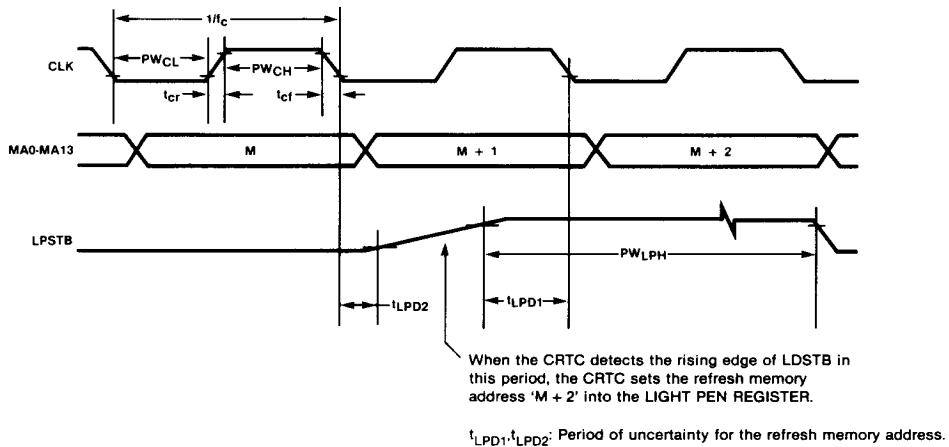 1/fc
CLK
PWCL
PWCH
tcr
tcf
MA0-MA13
M
M + 1
M + 2
LPSTB
PWLPH
tLPD2
tLPD1
When the CRTC detects the rising edge of LDSTB in
this period, the CRTC sets the refresh memory
address 'M + 2' into the LIGHT PEN REGISTER.
tLPD1,tLPD2: Period of uncertainty for the refresh memory address.